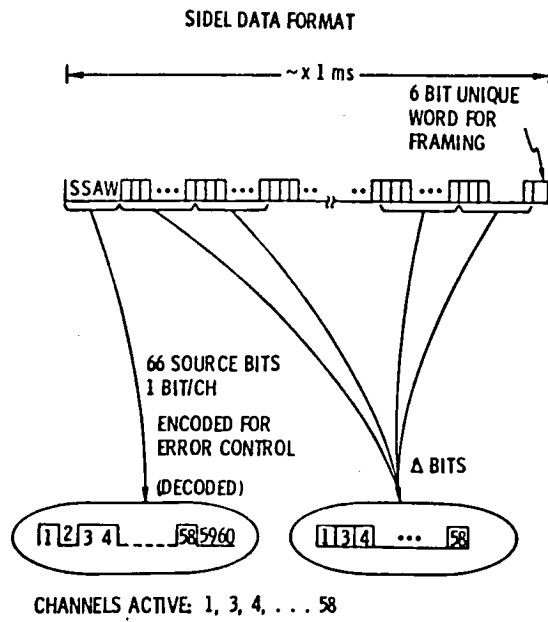 SIDEL DATA FORMAT
~x 1 ms
6 BIT UNIQUE
WORD FOR
FRAMING
SSAW ••• ••• •• •• •••
66 SOURCE BITS
1 BIT/CH
ENCODED FOR
ERROR CONTROL
(DECODED)
Δ BITS
1 2 3 4 ----- 58 59 60
1 3 4 ••• 58
CHANNELS ACTIVE: 1, 3, 4, . . . 58